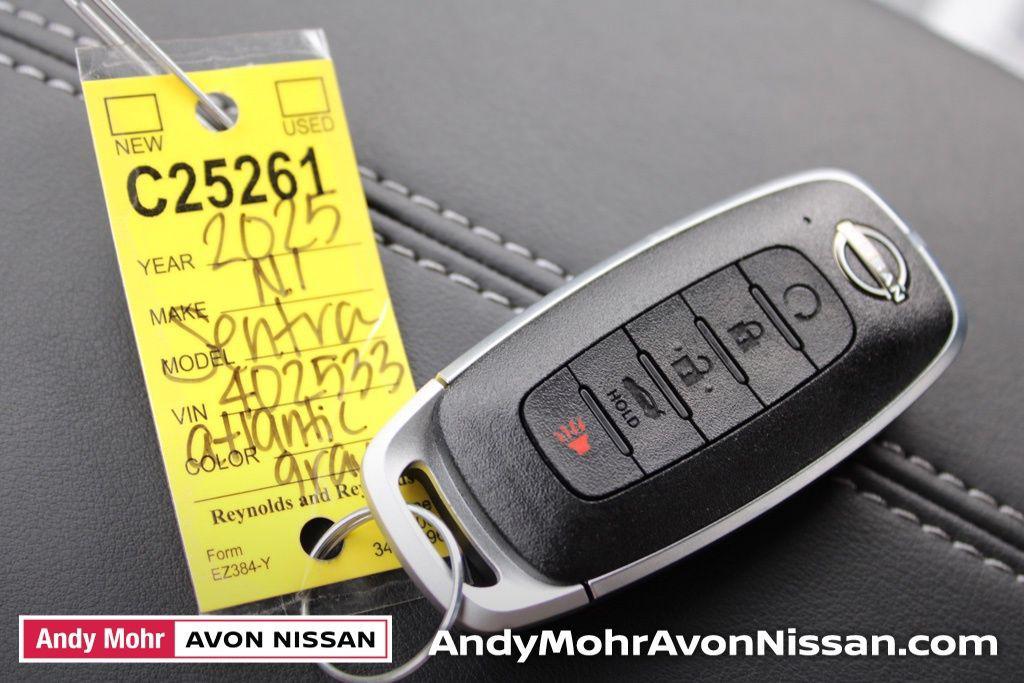 NEW USED
C25261
YEAR 2025
MAKE NI
MODEL Sentra
VIN 402533
COLOR atlantic
gray
Reynolds and
Form
EZ384-Y
HOLD
Andy Mohr AVON NISSAN
AndyMohrAvonNissan.com